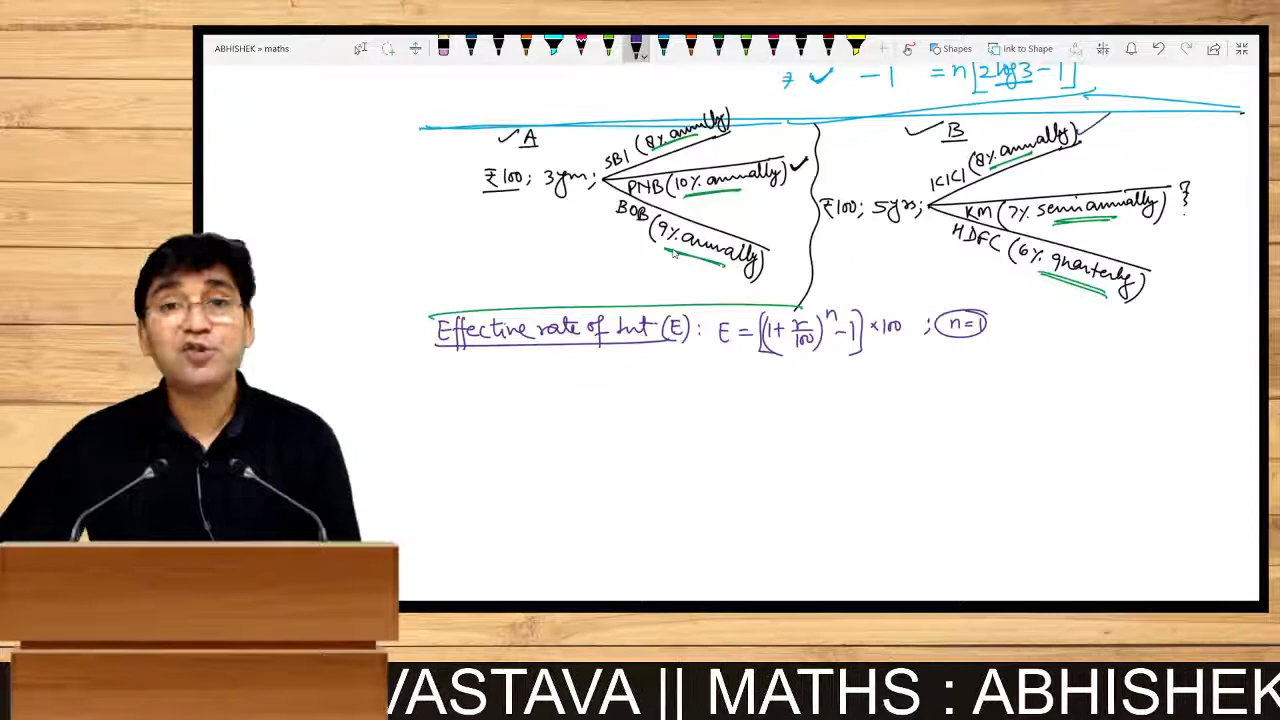 ABHISHEK » maths
Shapes
Ink to Shape
⇒ ✓ -1 = n[2log3-1]
✓ A
₹100; 3yrs;
SBI (8% annually)
PNB (10% annually) ✓
BOB (9% annually)
✓ B
₹100; 5yrs;
ICICI (8% annually)
KM (7% semi annually) ?
HDFC (6% quarterly)
Effective rate of Int (E) : E = [(1+r/100)^n -1] × 100 ; n=1
VASTAVA || MATHS : ABHISHEK